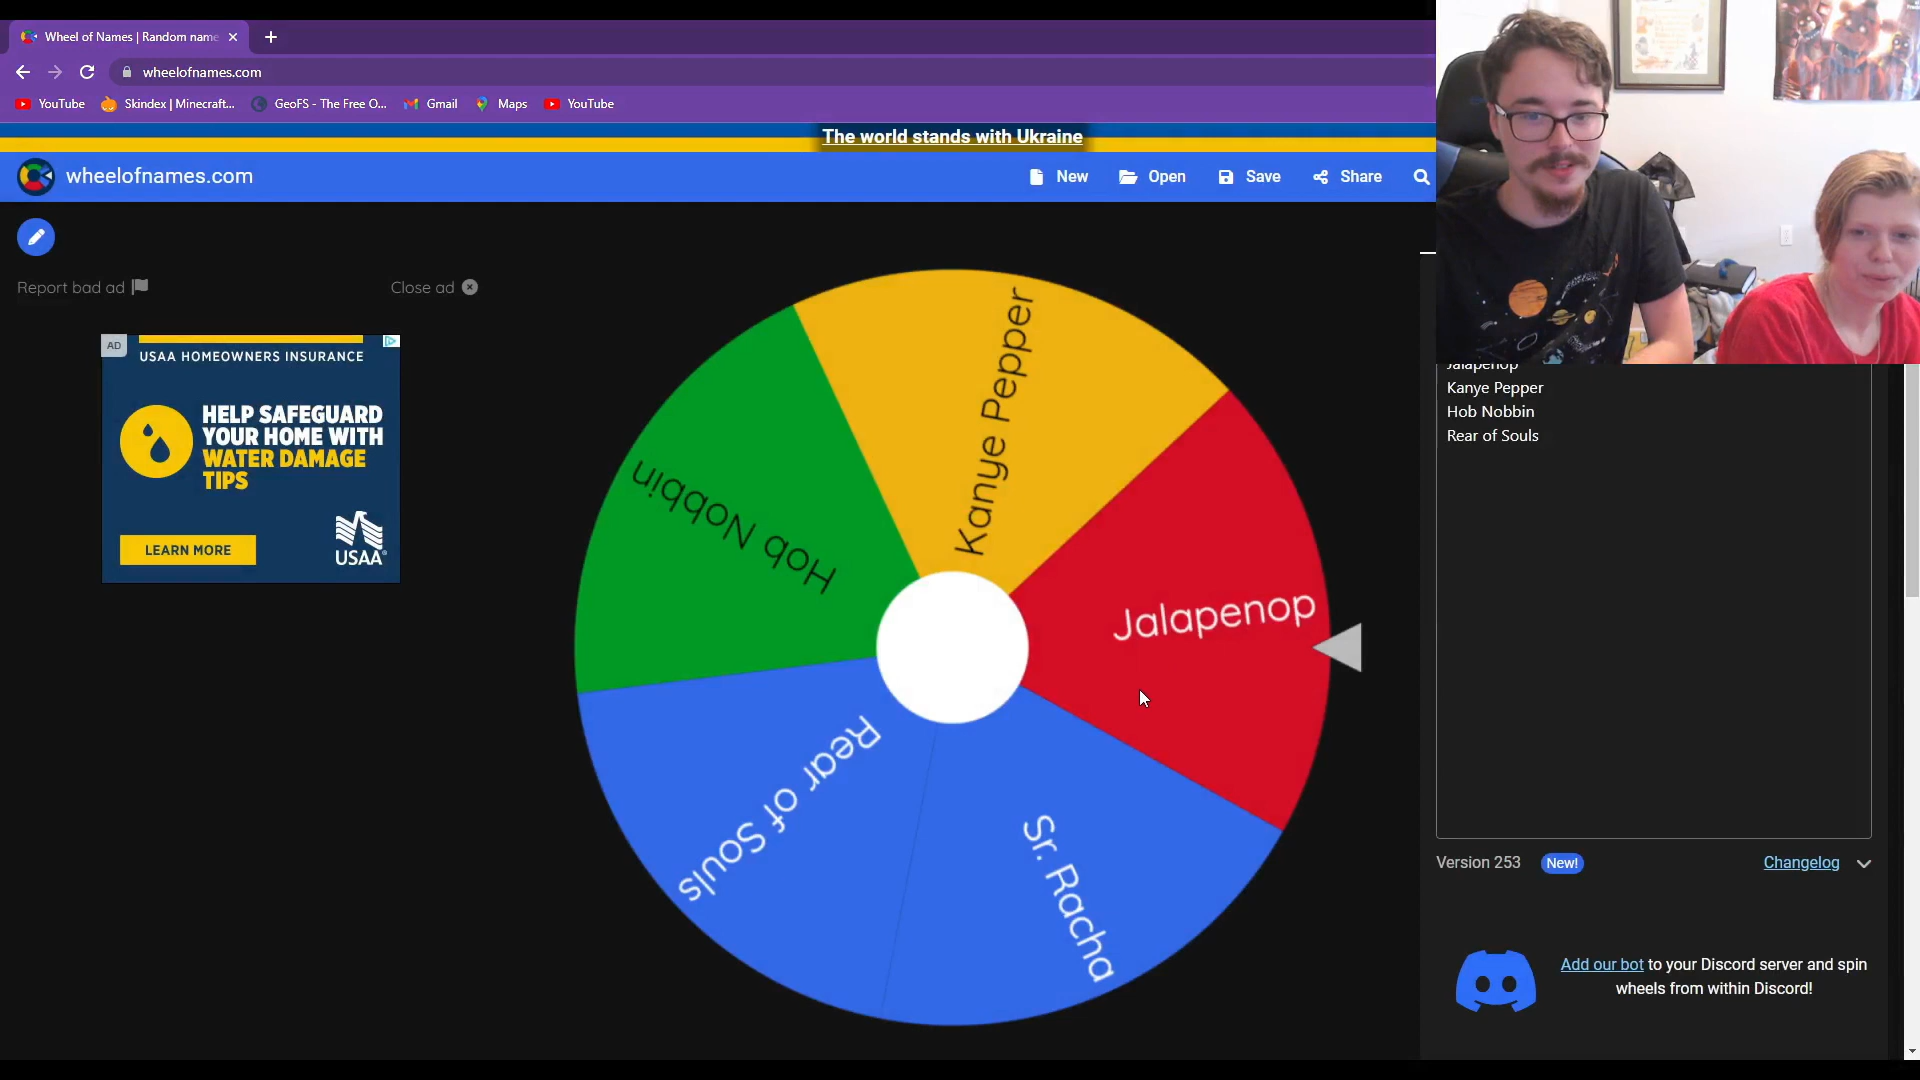 Wheel of Names | Random name
wheelofnames.com
YouTube
Skindex | Minecraft...
GeoFS - The Free O...
Gmail
Maps
YouTube
The world stands with Ukraine
wheelofnames.com
New
Open
Save
Share
Report bad ad
Close ad
AD
USAA HOMEOWNERS INSURANCE
HELP SAFEGUARD
YOUR HOME WITH
WATER DAMAGE
TIPS
LEARN MORE
USAA
Kanye Pepper
Hob Nobbin
Jalapenop
Rear of Souls
Sr. Racha
Jalapenop
Kanye Pepper
Hob Nobbin
Rear of Souls
Version 253
New!
Changelog
Add our bot to your Discord server and spin
wheels from within Discord!